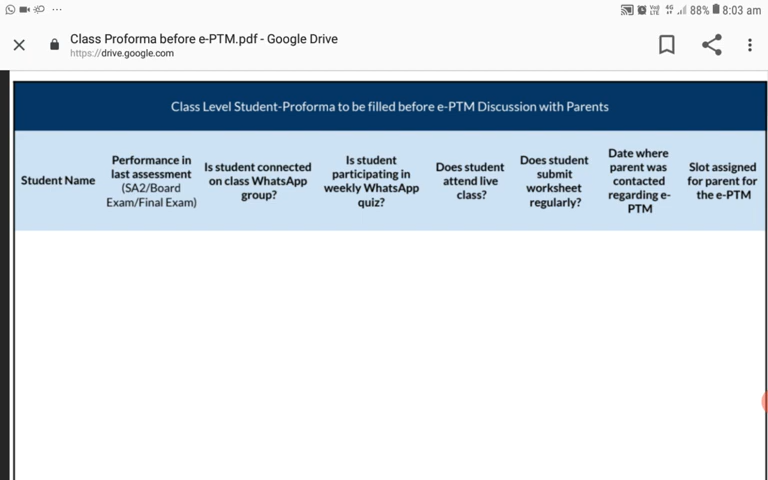 88% 8:03 am
Class Proforma before e-PTM.pdf - Google Drive
https://drive.google.com
Class Level Student-Proforma to be filled before e-PTM Discussion with Parents
Student Name
Performance in
last assessment
(SA2/Board
Exam/Final Exam)
Is student connected
on class WhatsApp
group?
Is student
participating in
weekly WhatsApp
quiz?
Does student
attend live
class?
Does student
submit
worksheet
regularly?
Date where
parent was
contacted
regarding e-
PTM
Slot assigned
for parent for
the e-PTM